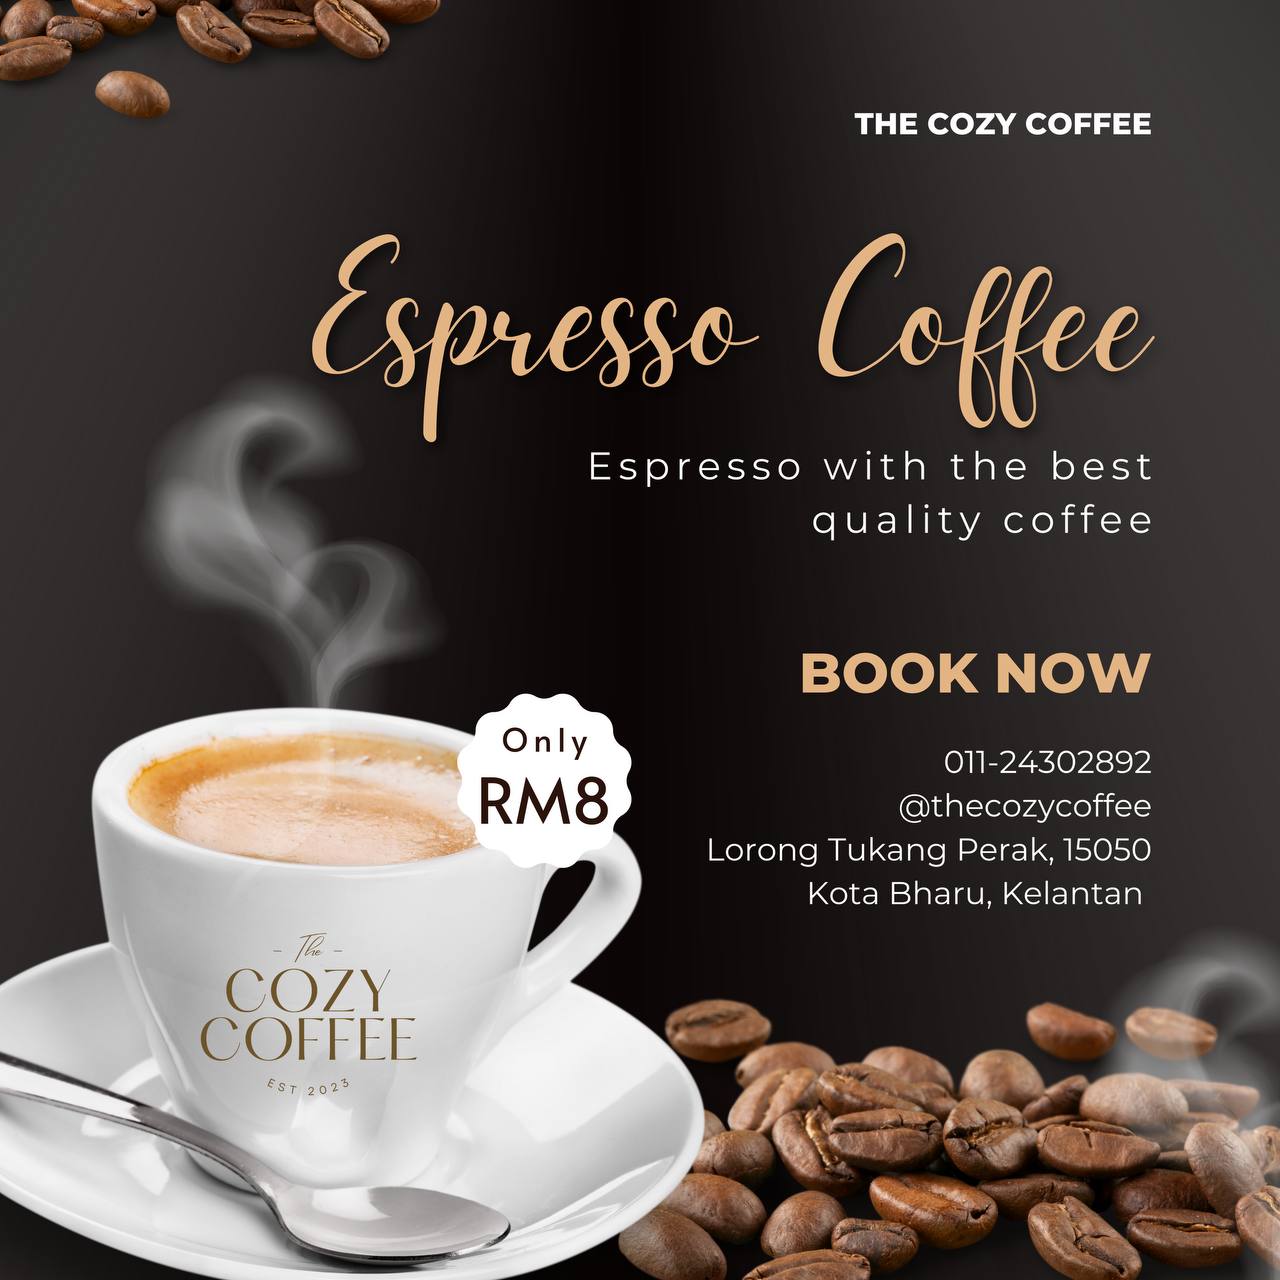 THE COZY COFFEE
Espresso Coffee
Espresso with the best
quality coffee
BOOK NOW
011-24302892
@thecozycoffee
Lorong Tukang Perak, 15050
Kota Bharu, Kelantan
Only
RM8
- The -
COZY
COFFEE
EST 2023